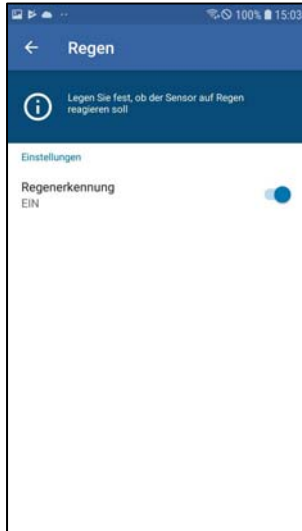 100% 15:03
Regen
Legen Sie fest, ob der Sensor auf Regen
reagieren soll
Einstellungen
Regenerkennung
EIN